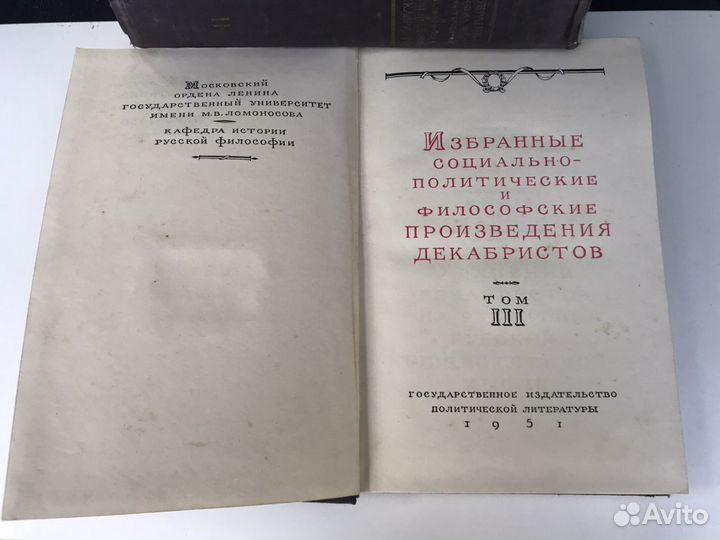 II
Московский
ордена Ленина
государственный университет
имени М.В. Ломоносова
кафедра истории
русской философии
Избранные
социально-
политические
и
философские
произведения
декабристов
том
III
государственное издательство
политической литературы
1951
Avito